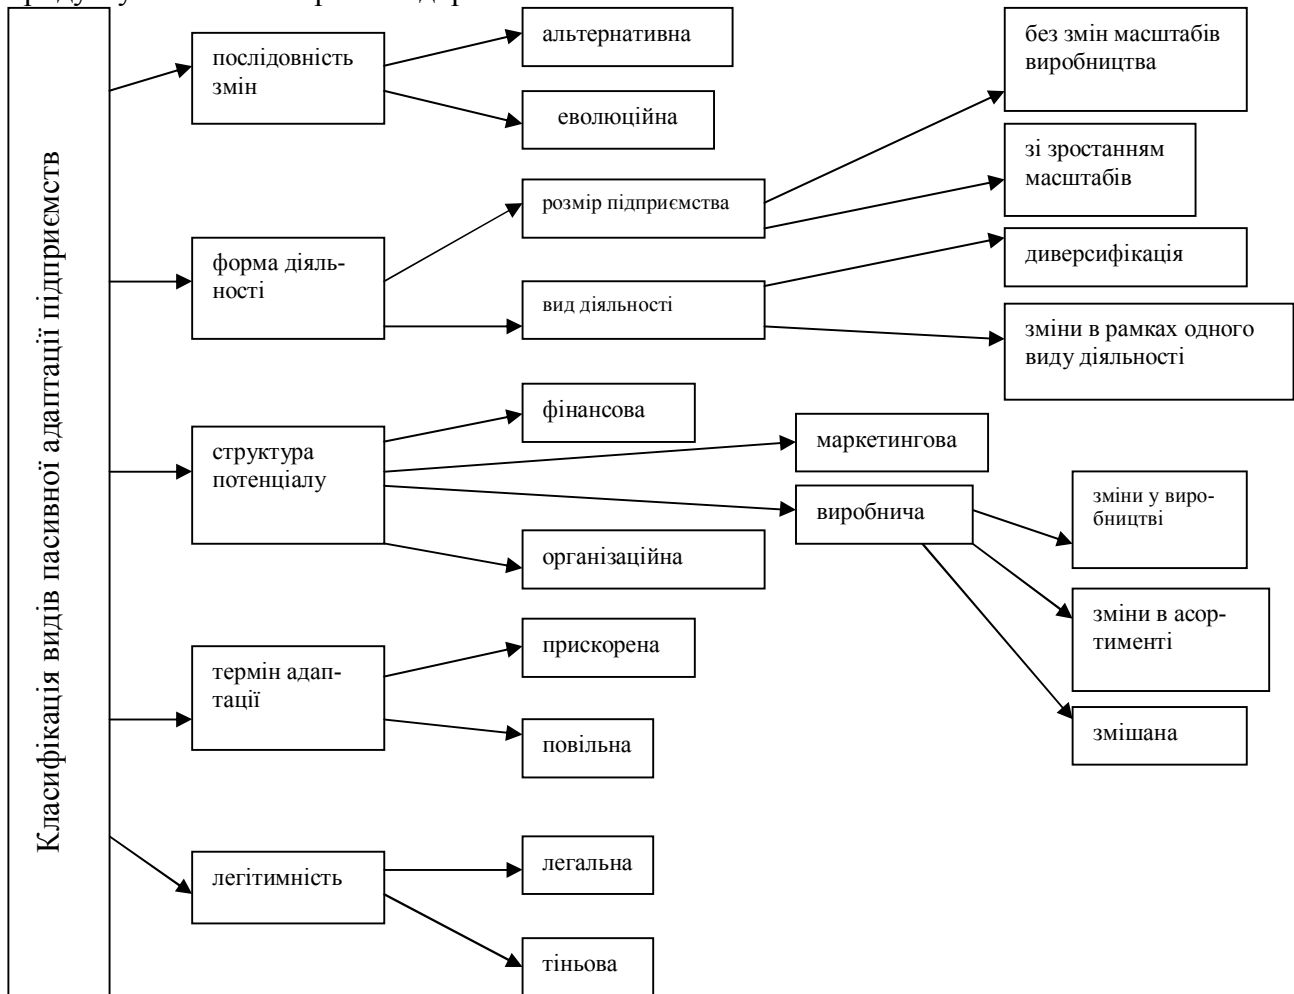 Класифікація видів пасивної адаптації підприємств
послідовність
змін
альтернативна
еволюційна
форма діяль-
ності
розмір підприємства
без змін масштабів
виробництва
зі зростанням
масштабів
вид діяльності
диверсифікація
зміни в рамках одного
виду діяльності
структура
потенціалу
фінансова
маркетингова
виробнича
зміни у виро-
бництві
зміни в асор-
тименті
змішана
організаційна
термін адап-
тації
прискорена
повільна
легітимність
легальна
тіньова